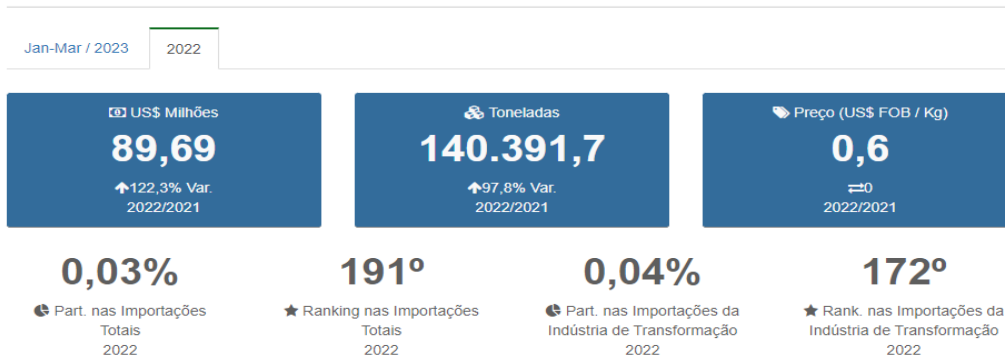 Jan-Mar / 2023
2022
US$ Milhões
89,69
122,3% Var.
2022/2021
Toneladas
140.391,7
97,8% Var.
2022/2021
Preço (US$ FOB / Kg)
0,6
0
2022/2021
0,03%
Part. nas Importações
Totais
2022
191º
Ranking nas Importações
Totais
2022
0,04%
Part. nas Importações da
Indústria de Transformação
2022
172º
Rank. nas Importações da
Indústria de Transformação
2022